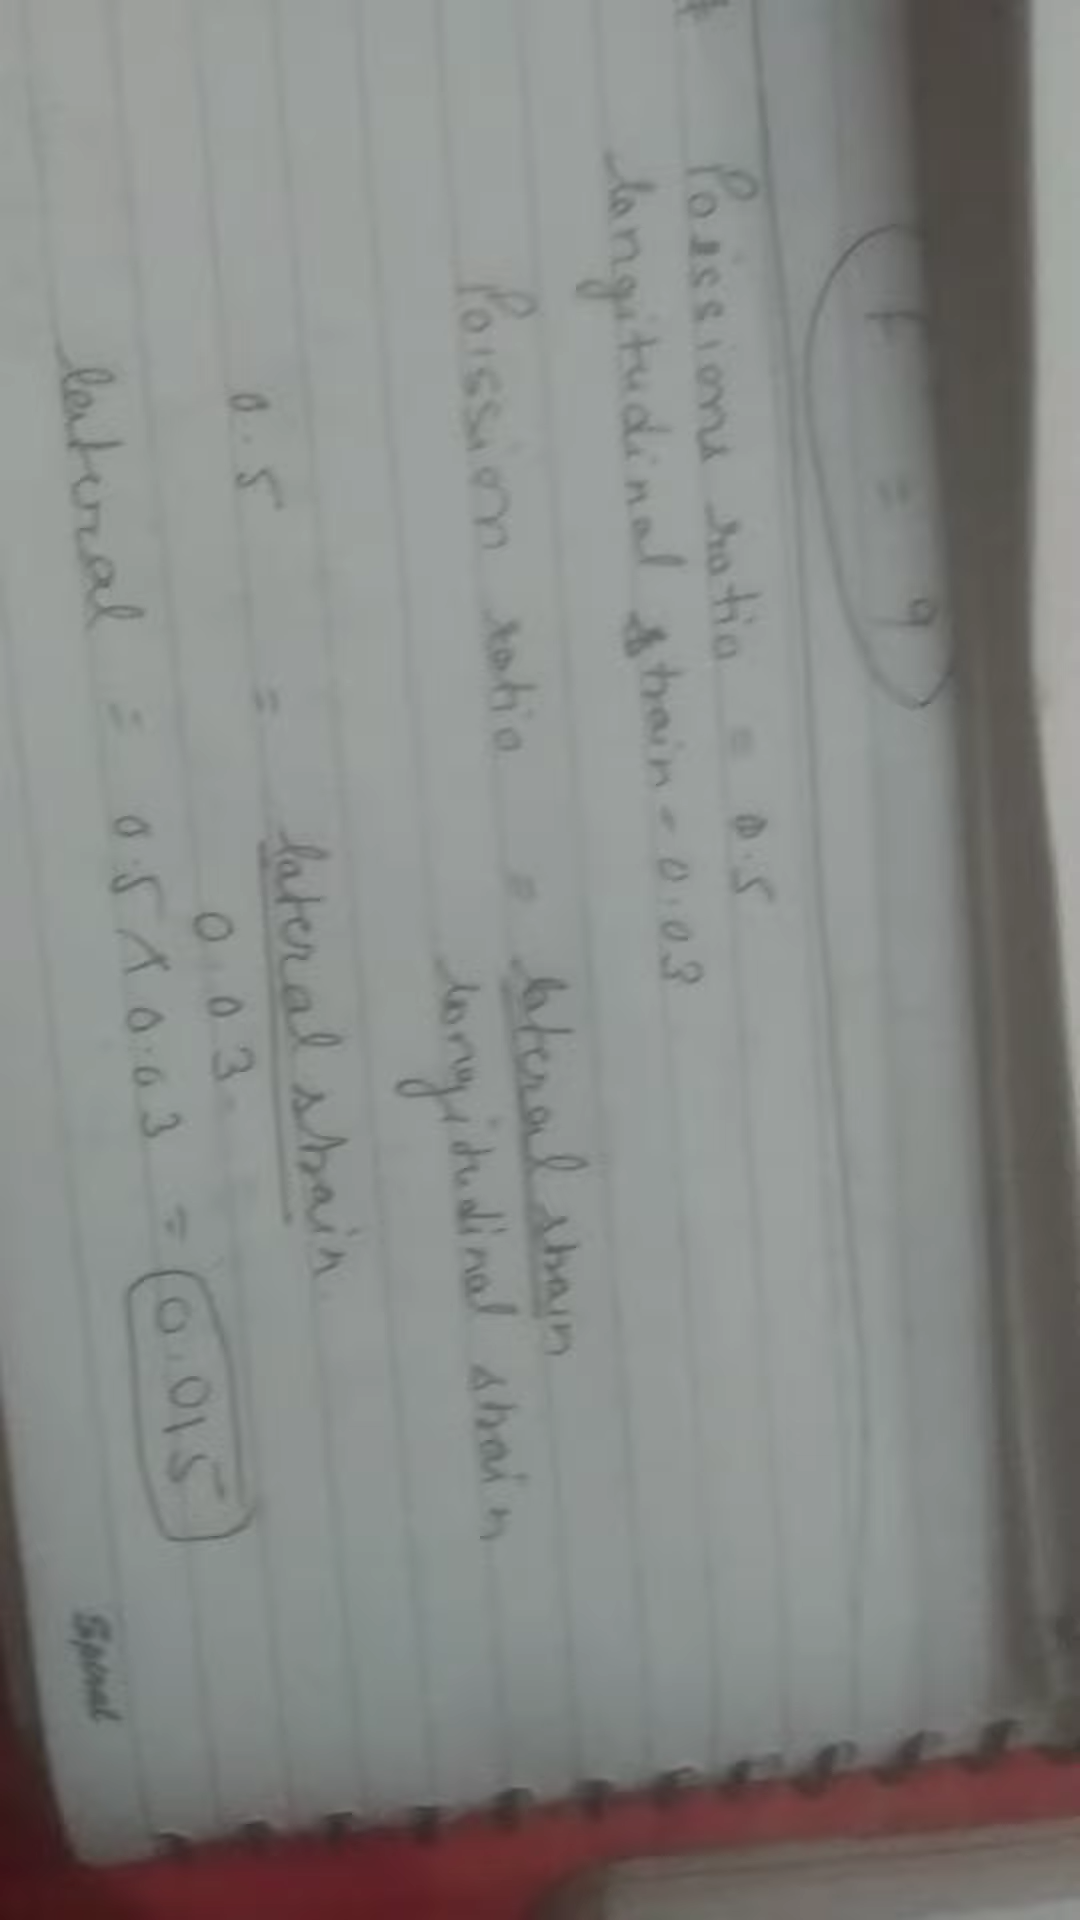 F = 9
Poissions ratio = 0.5
longitudinal strain = 0.03
Poission ratio = lateral strain
longitudinal strain
0.5 = lateral strain
0.03
lateral = 0.5 × 0.03 = 0.015
Spiral